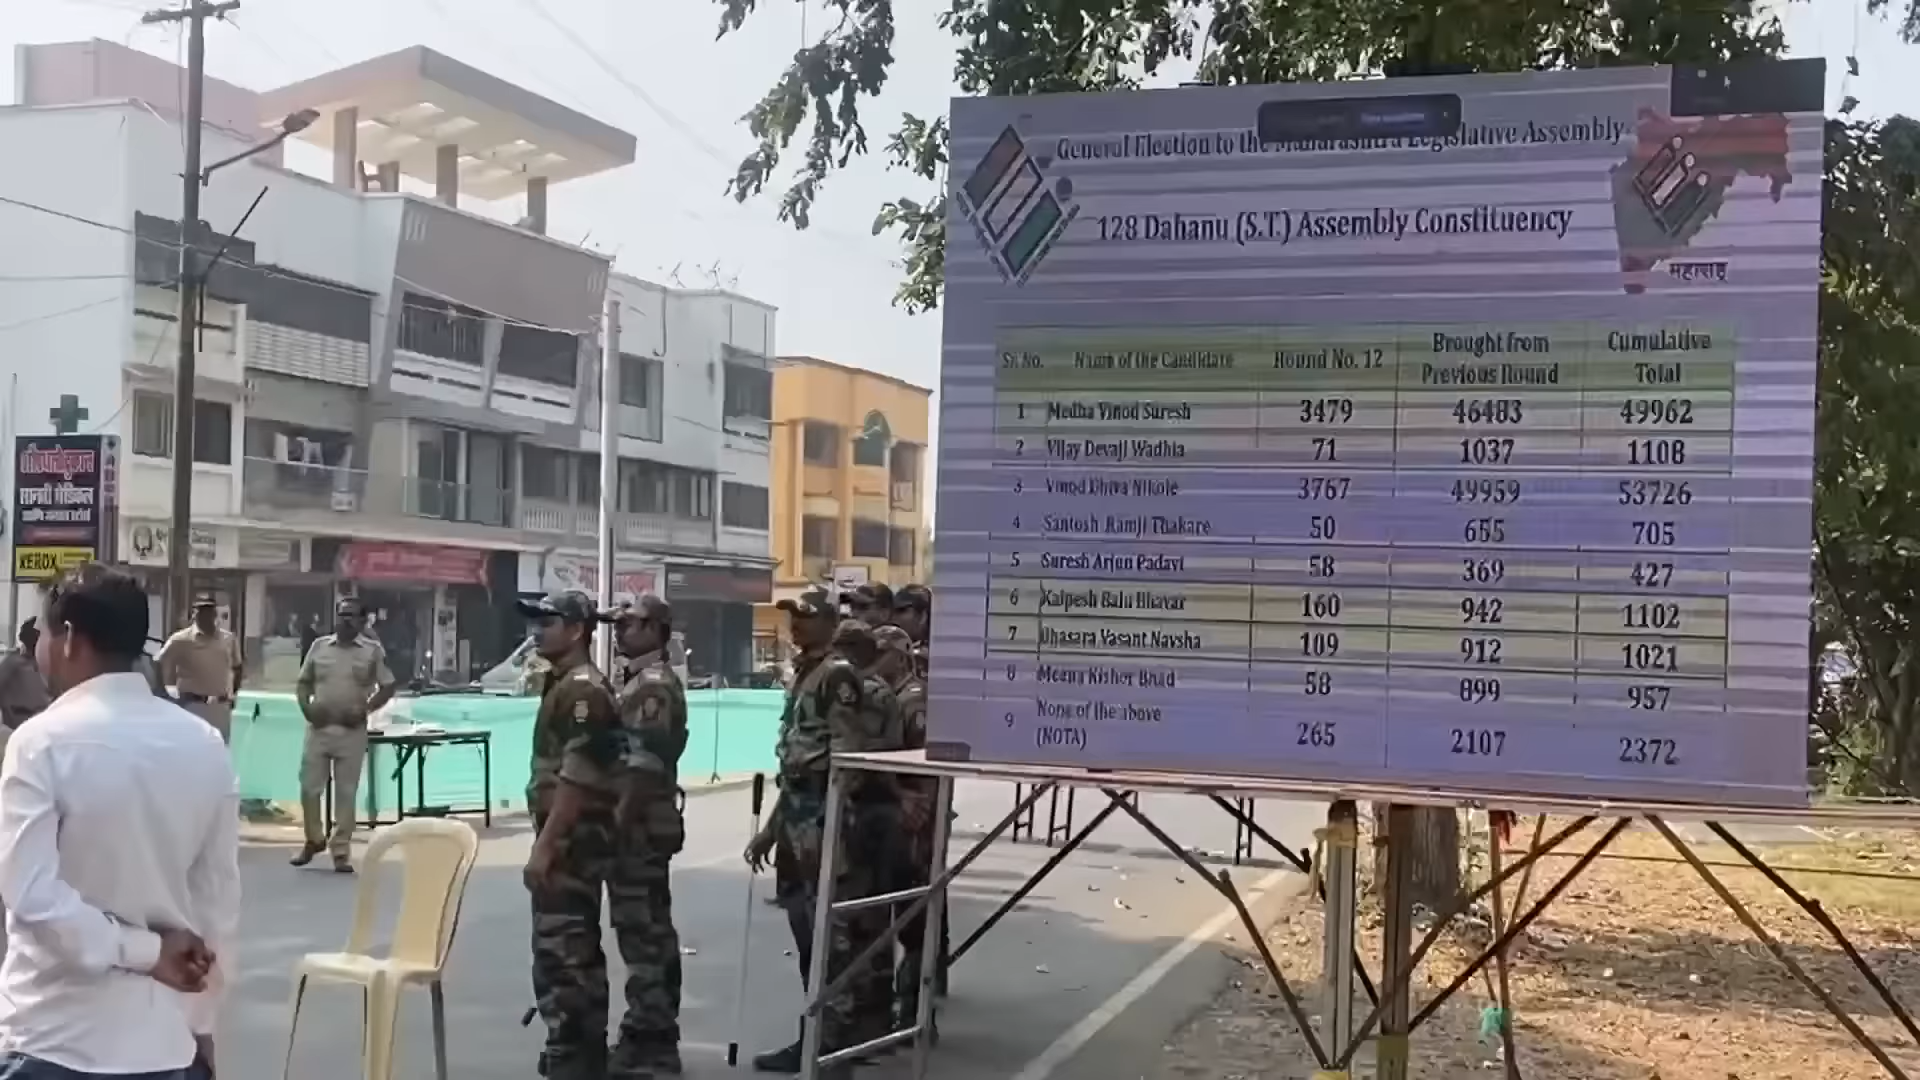 General Election to the Maharashtra Legislative Assembly
128 Dahanu (S.T.) Assembly Constituency
महाराष्ट्र
Sr. No. Name of the Candidate Round No. 12 Brought from Previous Round Cumulative Total
1 Medha Vinod Suresh 3479 46483 49962
2 Vijay Devaji Wadhia 71 1037 1108
3 Vinod Bhiva Nikole 3767 49959 53726
4 Santosh Ramji Thakare 50 655 705
5 Suresh Arjun Padavi 58 369 427
6 Kalpesh Balu Bhavar 160 942 1102
7 Dhasara Vasant Navsha 109 912 1021
8 Meena Kishor Bhad 58 899 957
9 None of the above (NOTA) 265 2107 2372
मेडिकल
XEROX